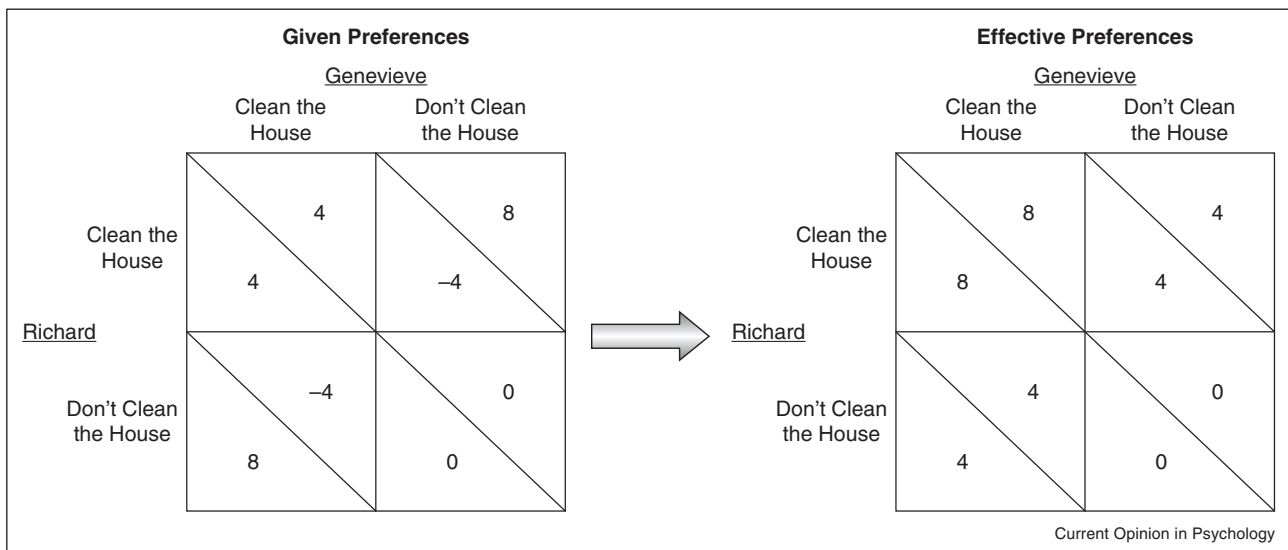 Given Preferences
Genevieve
Clean the
House
Don't Clean
the House
Clean the
House
4
4
8
–4
Richard
Don't Clean
the House
–4
8
0
0
Effective Preferences
Genevieve
Clean the
House
Don't Clean
the House
Clean the
House
8
8
4
4
Richard
Don't Clean
the House
4
4
0
0
Current Opinion in Psychology